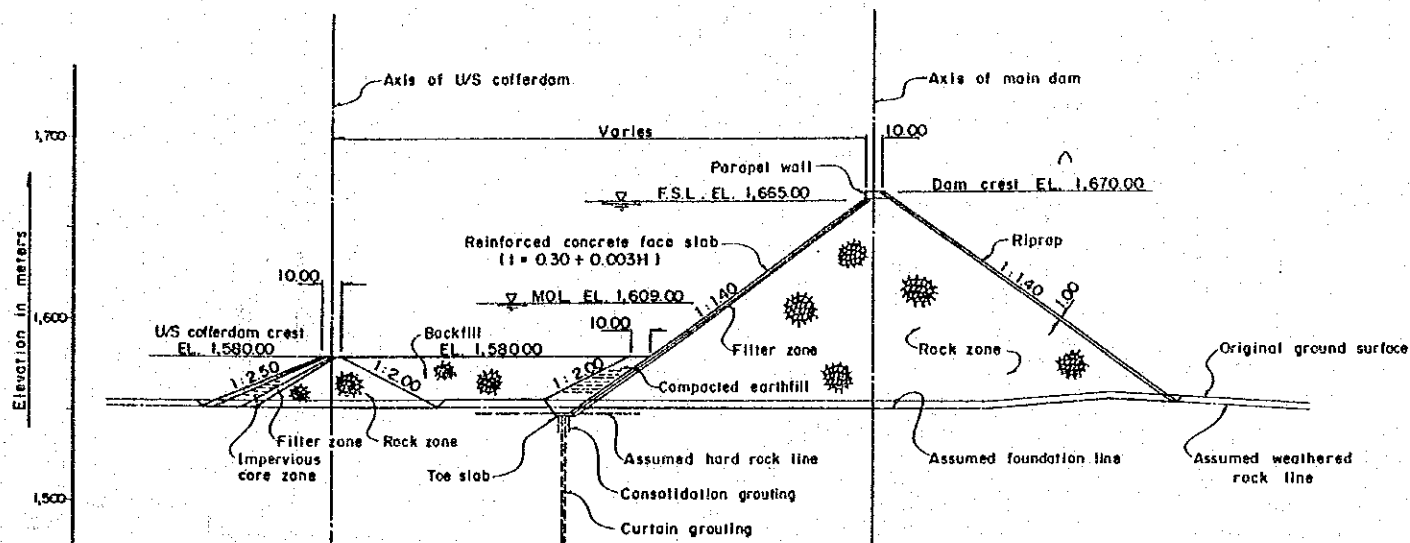 Axis of U/S cofferdam
Axis of main dam
1,700
Varies
10.00
Parapet wall
F.S.L. EL. 1,665.00
Dam crest EL. 1,670.00
Elevation in meters
Reinforced concrete face slab
( t = 0.30 + 0.003H )
Riprap
10.00
MOL. EL. 1,609.00
1:1.40
1:1.40
1.00
1,600
U/S cofferdam crest
EL. 1,580.00
Backfill
EL. 1,580.00
10.00
Filter zone
Rock zone
Original ground surface
1:2.50
1:2.00
1:2.00
Compacted earthfill
Filter zone
Rock zone
Impervious
core zone
Toe slab
Assumed hard rock line
Assumed foundation line
Assumed weathered
rock line
1,500
Consolidation grouting
Curtain grouting